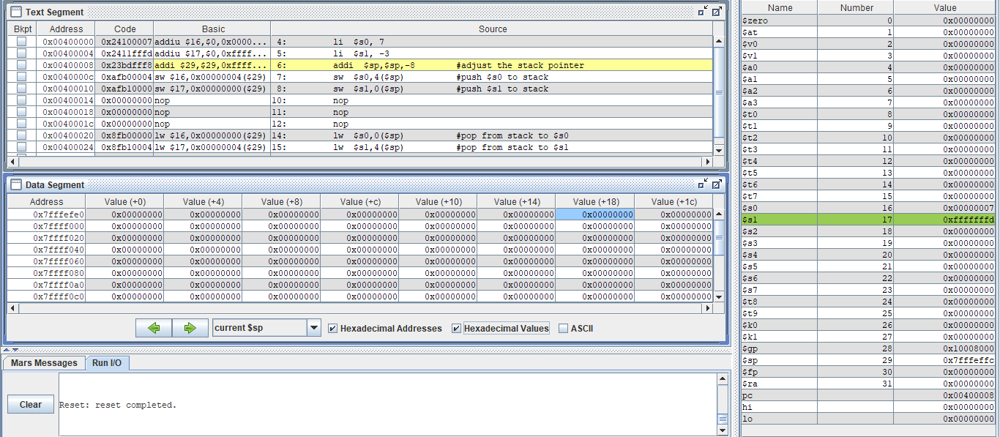 Text Segment
Bkpt Address Code Basic Source
0x00400000 0x24100007 addiu $16,$0,0x0000... 4: li $s0, 7
0x00400004 0x2411fffd addiu $17,$0,0xffff... 5: li $s1, -3
0x00400008 0x23bdfff8 addi $29,$29,0xffff... 6: addi $sp,$sp,-8 #adjust the stack pointer
0x0040000c 0xafb00004 sw $16,0x00000004($29) 7: sw $s0,4($sp) #push $s0 to stack
0x00400010 0xafb10000 sw $17,0x00000000($29) 8: sw $s1,0($sp) #push $s1 to stack
0x00400014 0x00000000 nop 10: nop
0x00400018 0x00000000 nop 11: nop
0x0040001c 0x00000000 nop 12: nop
0x00400020 0x8fb00000 lw $16,0x00000000($29) 14: lw $s0,0($sp) #pop from stack to $s0
0x00400024 0x8fb10004 lw $17,0x00000004($29) 15: lw $s1,4($sp) #pop from stack to $s1
Data Segment
Address Value (+0) Value (+4) Value (+8) Value (+c) Value (+10) Value (+14) Value (+18) Value (+1c)
0x7fffefe0 0x00000000 0x00000000 0x00000000 0x00000000 0x00000000 0x00000000 0x00000000 0x00000000
0x7ffff000 0x00000000 0x00000000 0x00000000 0x00000000 0x00000000 0x00000000 0x00000000 0x00000000
0x7ffff020 0x00000000 0x00000000 0x00000000 0x00000000 0x00000000 0x00000000 0x00000000 0x00000000
0x7ffff040 0x00000000 0x00000000 0x00000000 0x00000000 0x00000000 0x00000000 0x00000000 0x00000000
0x7ffff060 0x00000000 0x00000000 0x00000000 0x00000000 0x00000000 0x00000000 0x00000000 0x00000000
0x7ffff080 0x00000000 0x00000000 0x00000000 0x00000000 0x00000000 0x00000000 0x00000000 0x00000000
0x7ffff0a0 0x00000000 0x00000000 0x00000000 0x00000000 0x00000000 0x00000000 0x00000000 0x00000000
0x7ffff0c0 0x00000000 0x00000000 0x00000000 0x00000000 0x00000000 0x00000000 0x00000000 0x00000000
current $sp Hexadecimal Addresses Hexadecimal Values ASCII
Mars Messages Run I/O
Clear
Reset: reset completed.
Name Number Value
$zero 0 0x00000000
$at 1 0x00000000
$v0 2 0x00000000
$v1 3 0x00000000
$a0 4 0x00000000
$a1 5 0x00000000
$a2 6 0x00000000
$a3 7 0x00000000
$t0 8 0x00000000
$t1 9 0x00000000
$t2 10 0x00000000
$t3 11 0x00000000
$t4 12 0x00000000
$t5 13 0x00000000
$t6 14 0x00000000
$t7 15 0x00000000
$s0 16 0x00000007
$s1 17 0xfffffffd
$s2 18 0x00000000
$s3 19 0x00000000
$s4 20 0x00000000
$s5 21 0x00000000
$s6 22 0x00000000
$s7 23 0x00000000
$t8 24 0x00000000
$t9 25 0x00000000
$k0 26 0x00000000
$k1 27 0x00000000
$gp 28 0x10008000
$sp 29 0x7fffeffc
$fp 30 0x00000000
$ra 31 0x00000000
pc 0x00400008
hi 0x00000000
lo 0x00000000